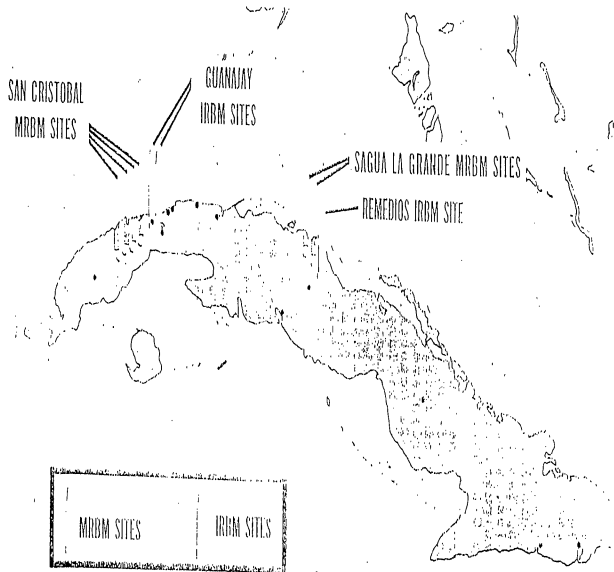 SAN CRISTOBAL
MRBM SITES
GUANAJAY
IRBM SITES
SAGUA LA GRANDE MRBM SITES
REMEDIOS IRBM SITE
MRBM SITES
IRBM SITES